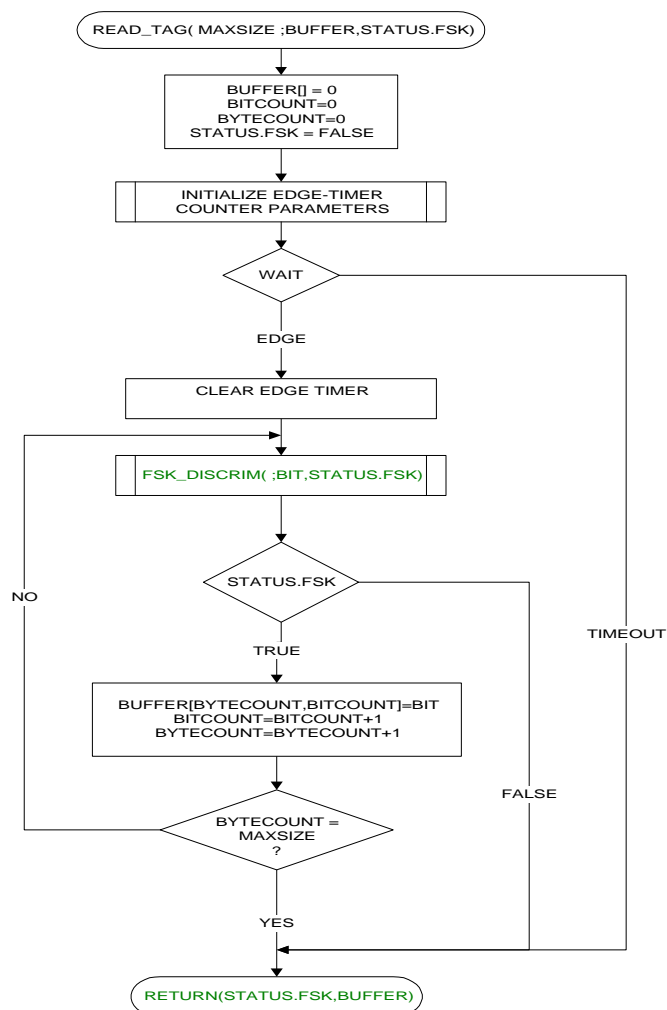 READ_TAG( MAXSIZE ;BUFFER,STATUS.FSK)
BUFFER[] = 0
BITCOUNT=0
BYTECOUNT=0
STATUS.FSK = FALSE
INITIALIZE EDGE-TIMER
COUNTER PARAMETERS
WAIT
EDGE
CLEAR EDGE TIMER
FSK_DISCRIM( ;BIT,STATUS.FSK)
STATUS.FSK
NO
TIMEOUT
TRUE
BUFFER[BYTECOUNT,BITCOUNT]=BIT
BITCOUNT=BITCOUNT+1
BYTECOUNT=BYTECOUNT+1
FALSE
BYTECOUNT =
MAXSIZE
?
YES
RETURN(STATUS.FSK,BUFFER)